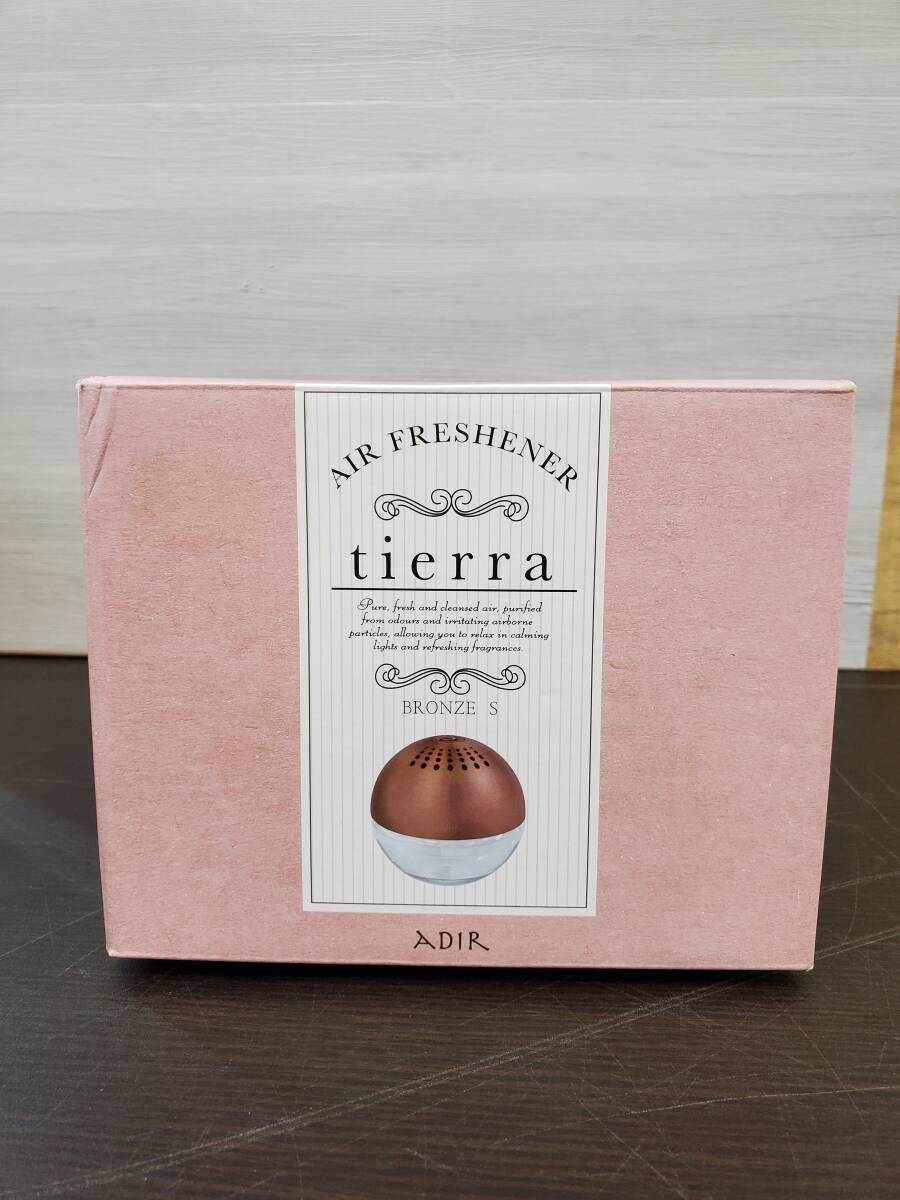 AIR FRESHENER
tierra
Pure, fresh and cleansed air, purified
from odours and irritating airborne
particles, allowing you to relax in calming
lights and refreshing fragrances.
BRONZE S
ADIR